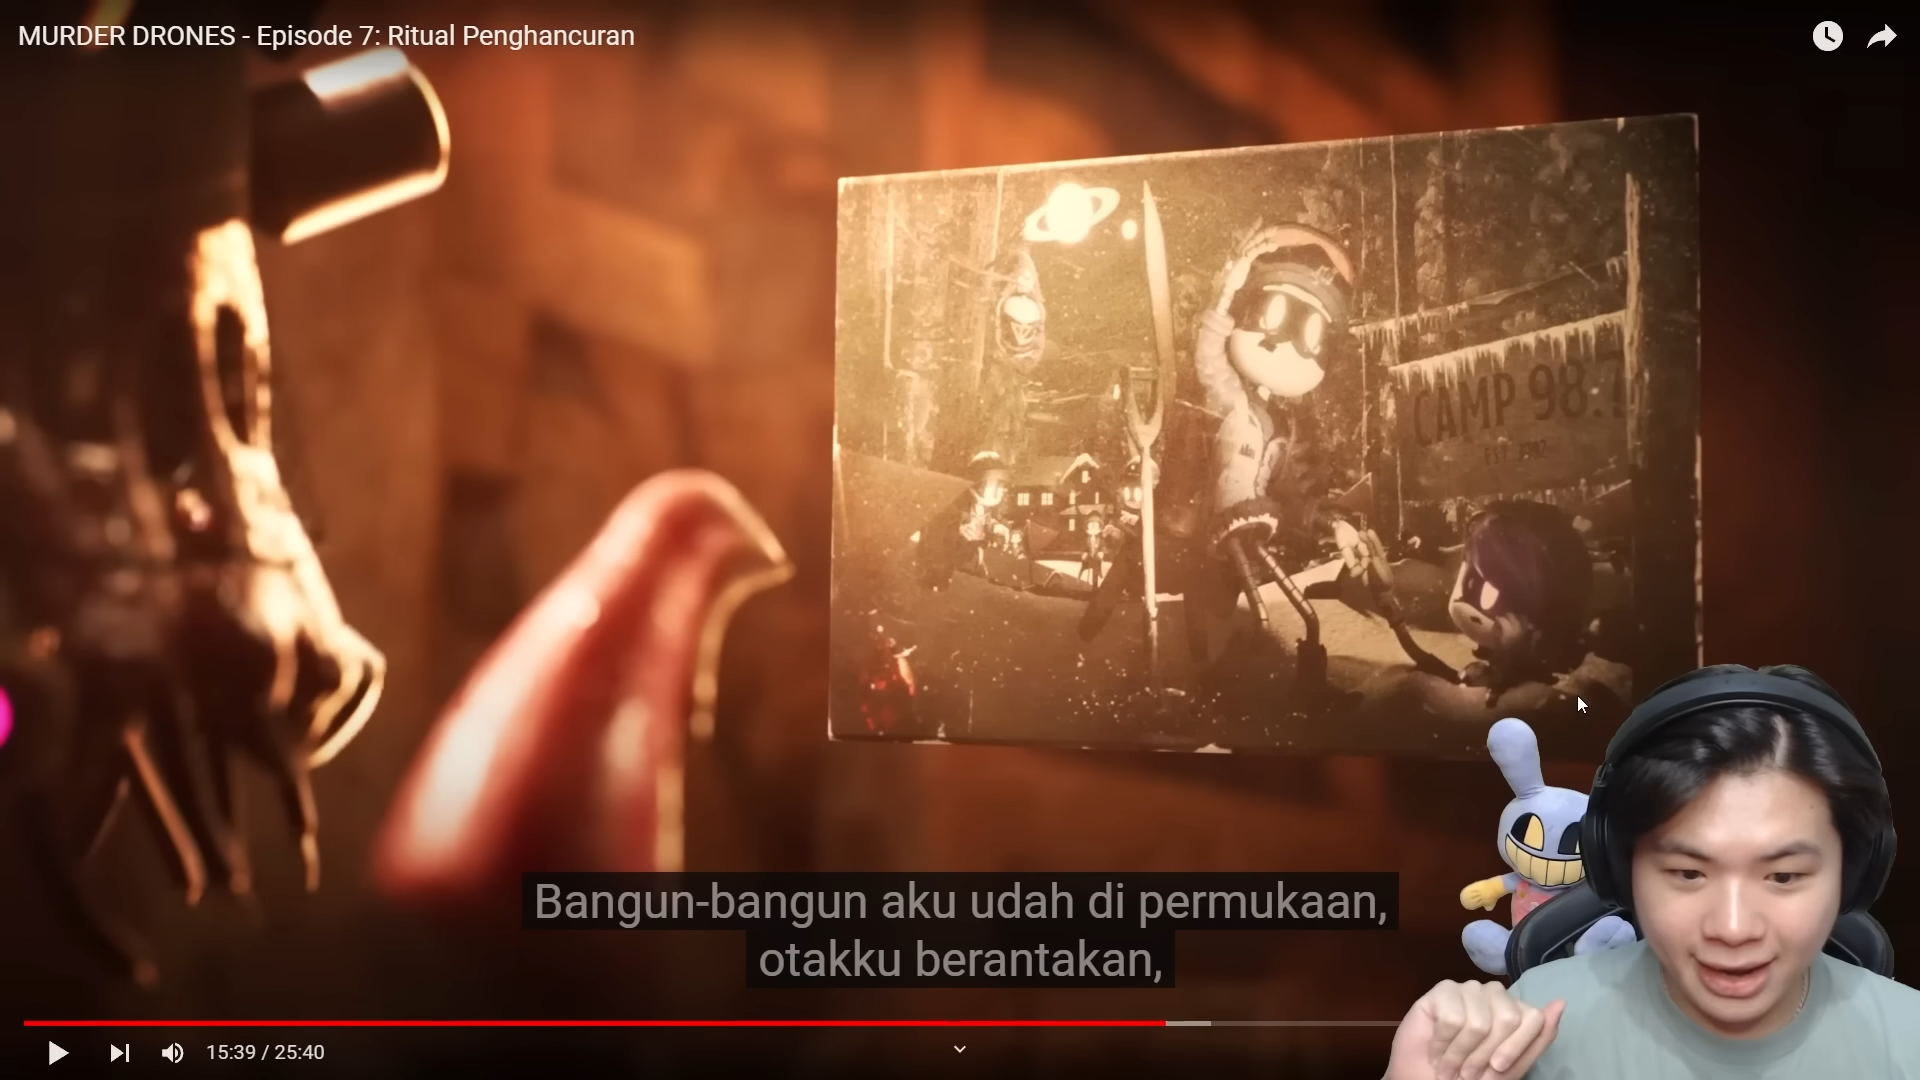 MURDER DRONES - Episode 7: Ritual Penghancuran
CAMP 98.7
Bangun-bangun aku udah di permukaan,
otakku berantakan,
15:39 / 25:40